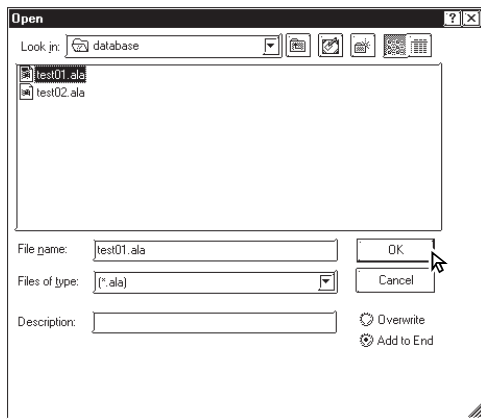 Open
Look in: database
test01.ala
test02.ala
File name: test01.ala OK
Files of type: (*.ala) Cancel
Description: Overwrite
Add to End